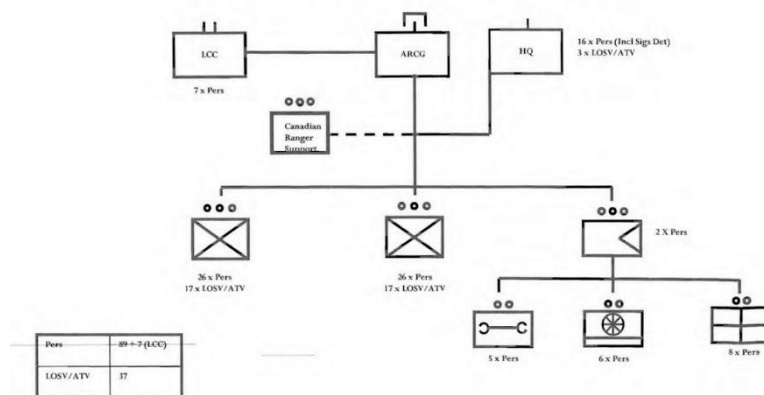 LCC
ARCG
HQ
16 x Pers (Incl Sigs Det)
3 x LOSV/ATV
7 x Pers
Canadian
Ranger
Support
2 X Pers
26 x Pers
17 x LOSV/ATV
26 x Pers
17 x LOSV/ATV
5 x Pers
6 x Pers
8 x Pers
Pers 89 + 7 (LCC)
LOSV/ATV 37